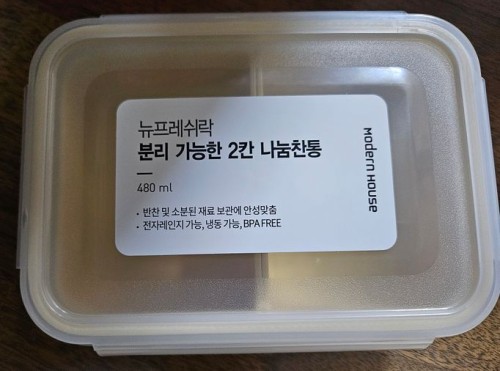 뉴프레쉬락
분리 가능한 2칸 나눔찬통
480 ml
• 반찬 및 소분된 재료 보관에 안성맞춤
• 전자레인지 가능, 냉동 가능, BPA FREE
Modern House